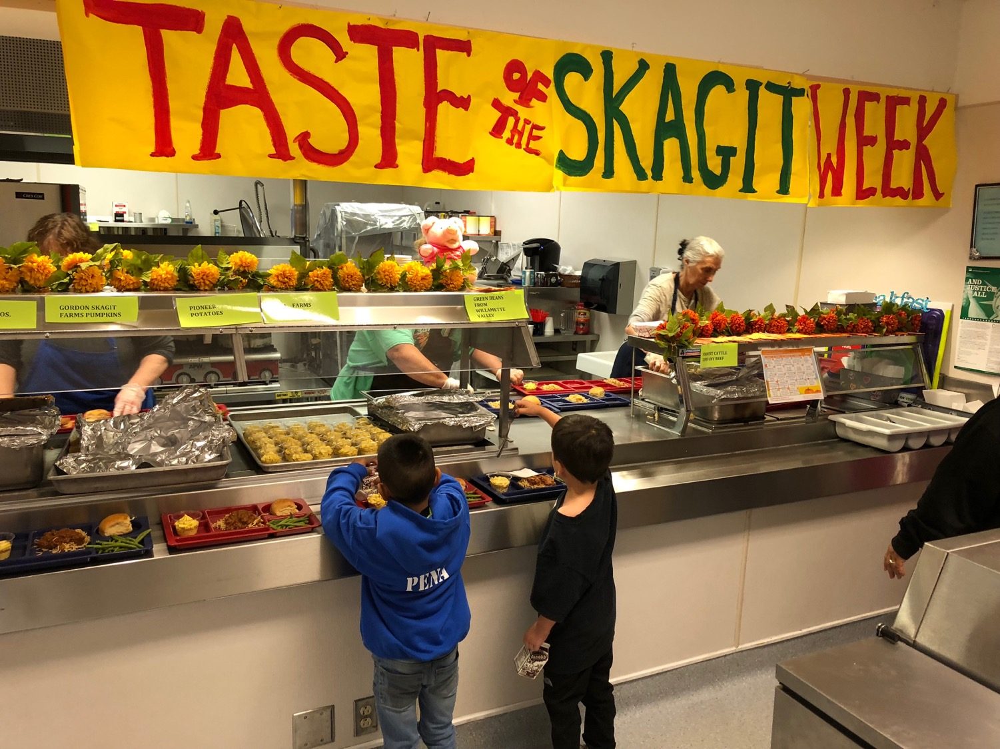 TASTE OF THE SKAGIT WEEK
OS.
GORDON SKAGIT
FARMS PUMPKINS
PIONEER
POTATOES
FARMS
GREEN BEANS
FROM
WILLAMETTE
VALLEY
CATTLE
COMPANY BEEF
AND
JUSTICE
ALL
APW
PENA